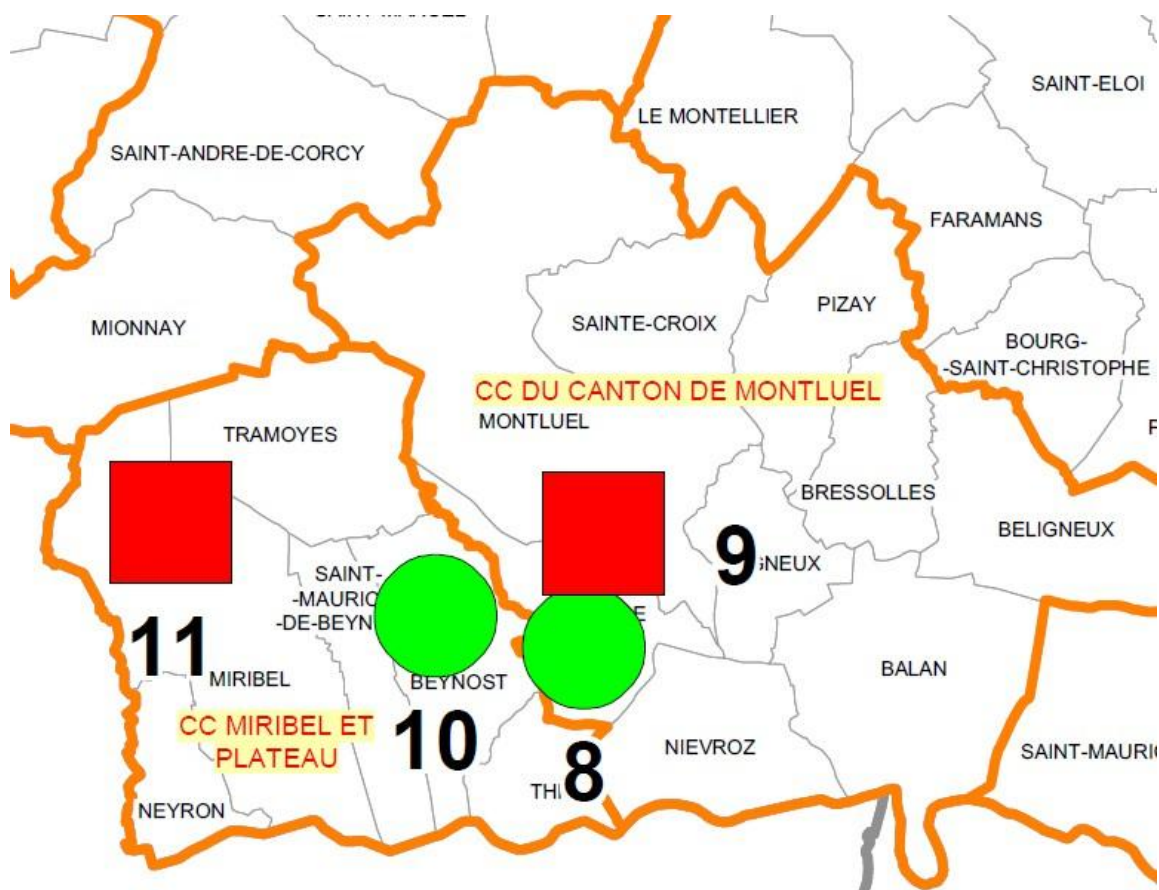 SAINT-ELOI
LE MONTELLIER
SAINT-ANDRE-DE-CORCY
FARAMANS
PIZAY
SAINTE-CROIX
MIONNAY
BOURG-
-SAINT-CHRISTOPHE
CC DU CANTON DE MONTLUEL
MONTLUEL
TRAMOYES
BRESSOLLES
BELIGNEUX
9
GNEUX
SAINT-
-MAURIC
-DE-BEYN
E
11
MIRIBEL
BEYNOST
BALAN
CC MIRIBEL ET
PLATEAU
10
8
NIEVROZ
SAINT-MAURIC
TH
NEYRON